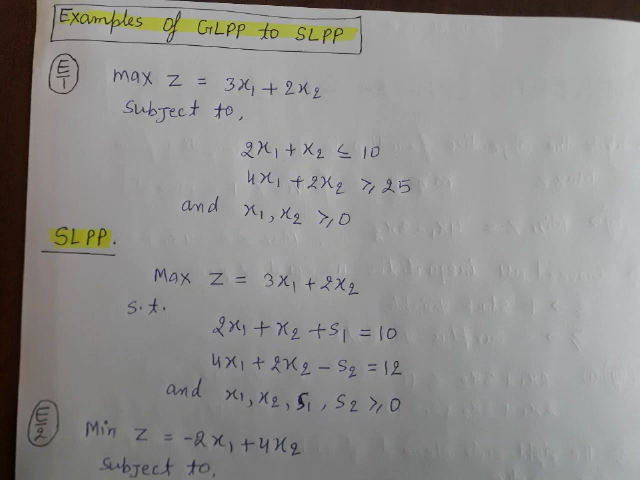 Examples of GLPP to SLPP
E/1
max z = 3x₁ + 2x₂
Subject to,
2x₁ + x₂ ≤ 10
4x₁ + 2x₂ ≥ 25
and x₁, x₂ ≥ 0
SLPP.
Max z = 3x₁ + 2x₂
s.t.
2x₁ + x₂ + S₁ = 10
4x₁ + 2x₂ - S₂ = 12
and x₁, x₂, S₁, S₂ ≥ 0
E/2
Min z = -2x₁ + 4x₂
Subject to,